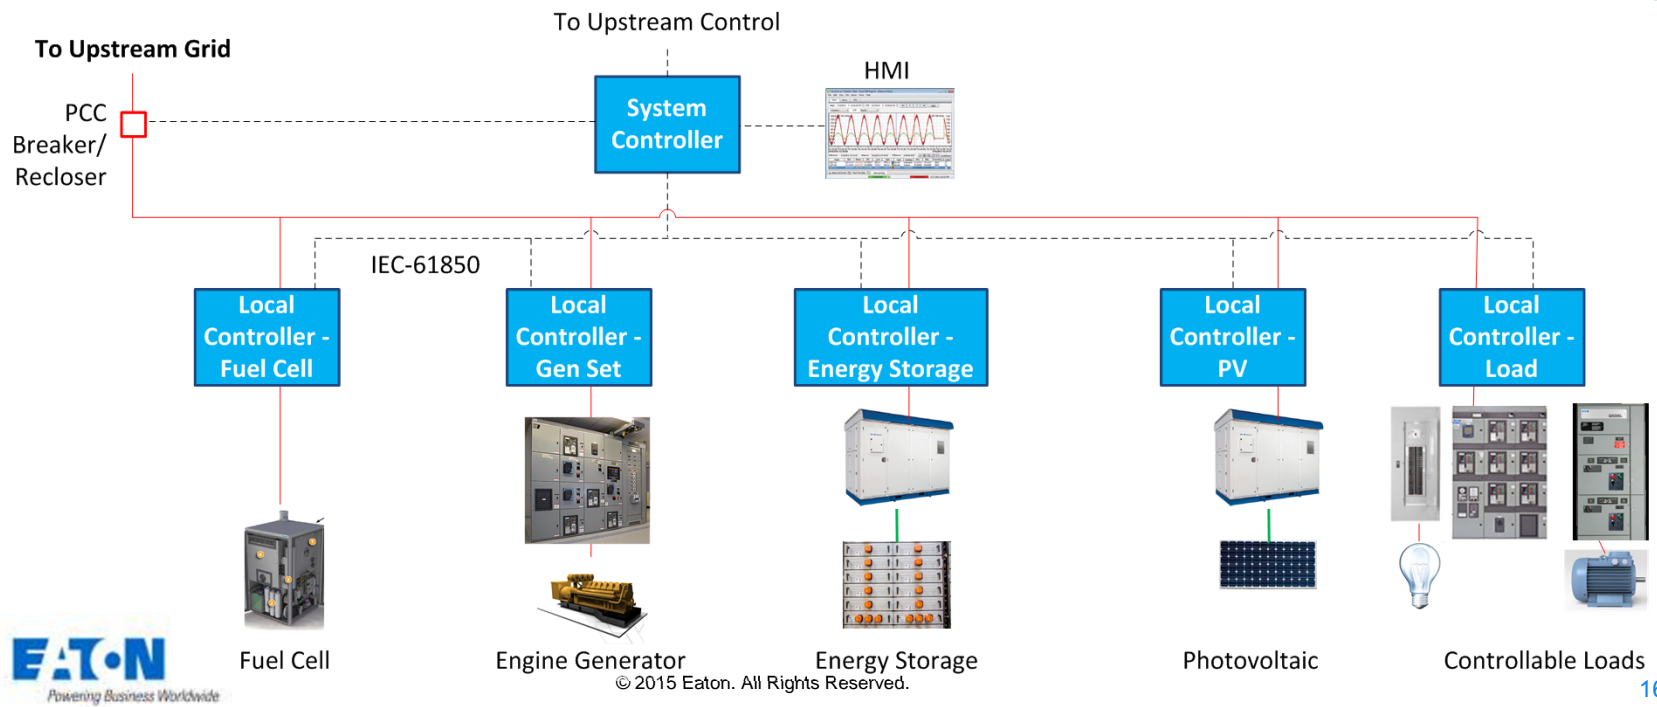 To Upstream Control
To Upstream Grid
HMI
PCC
Breaker/
Recloser
System
Controller
IEC-61850
Local
Controller -
Fuel Cell
Local
Controller -
Gen Set
Local
Controller -
Energy Storage
Local
Controller -
PV
Local
Controller -
Load
Fuel Cell
Engine Generator
Energy Storage
Photovoltaic
Controllable Loads
EATON
Powering Business Worldwide
© 2015 Eaton. All Rights Reserved.
16